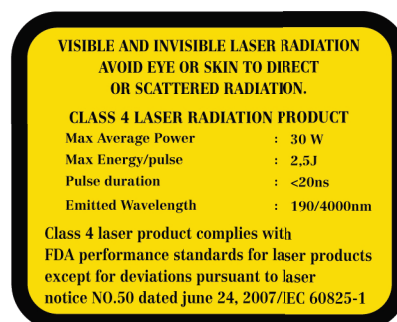 VISIBLE AND INVISIBLE LASER RADIATION
AVOID EYE OR SKIN TO DIRECT
OR SCATTERED RADIATION.
CLASS 4 LASER RADIATION PRODUCT
Max Average Power : 30 W
Max Energy/pulse : 2,5J
Pulse duration : <20ns
Emitted Wavelength : 190/4000nm
Class 4 laser product complies with
FDA performance standards for laser products
except for deviations pursuant to laser
notice NO.50 dated june 24, 2007/IEC 60825-1